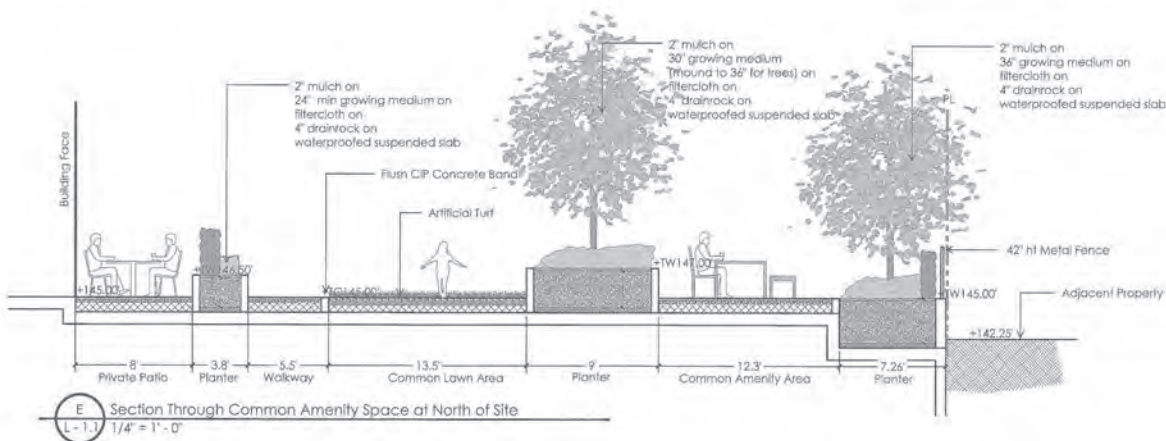 2" mulch on
30" growing medium
(mound to 36" for trees) on
filtercloth on
4" drainrock on
waterproofed suspended slab
2" mulch on
36" growing medium on
filtercloth on
4" drainrock on
waterproofed suspended slab
2" mulch on
24" min growing medium on
filtercloth on
4" drainrock on
waterproofed suspended slab
PL
Building Face
Flush CIP Concrete Band
Artificial Turf
42" ht Metal Fence
+TW146.50'
+TW147.00'
+145.00'
+TC145.00'
+TW145.00'
Adjacent Property
+142.25'
8'
3.8'
5.5'
13.5'
9'
12.3'
7.26'
Private Patio
Planter
Walkway
Common Lawn Area
Planter
Common Amenity Area
Planter
E
L - 1.1
Section Through Common Amenity Space at North of Site
1/4" = 1' - 0"